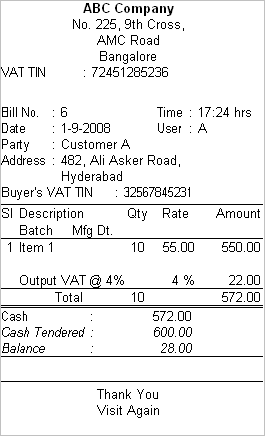 ABC Company
No. 225, 9th Cross,
AMC Road
Bangalore
VAT TIN : 72451285236
Bill No. : 6 Time : 17:24 hrs
Date : 1-9-2008 User : A
Party : Customer A
Address : 482, Ali Asker Road,
Hyderabad
Buyer's VAT TIN : 32567845231
Sl Description Qty Rate Amount
Batch Mfg Dt.
1 Item 1 10 55.00 550.00
Output VAT @ 4% 4 % 22.00
Total 10 572.00
Cash : 572.00
Cash Tendered : 600.00
Balance : 28.00
Thank You
Visit Again